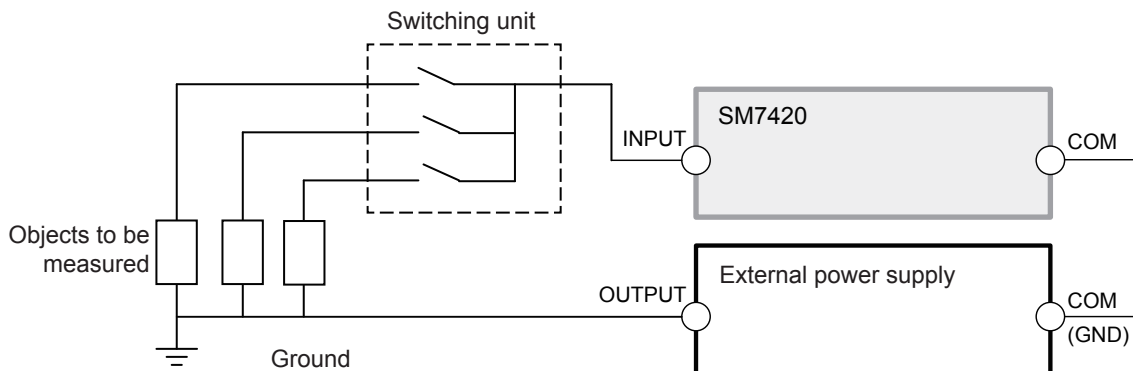 Switching unit
SM7420
INPUT
COM
Objects to be
measured
External power supply
OUTPUT
COM
(GND)
Ground